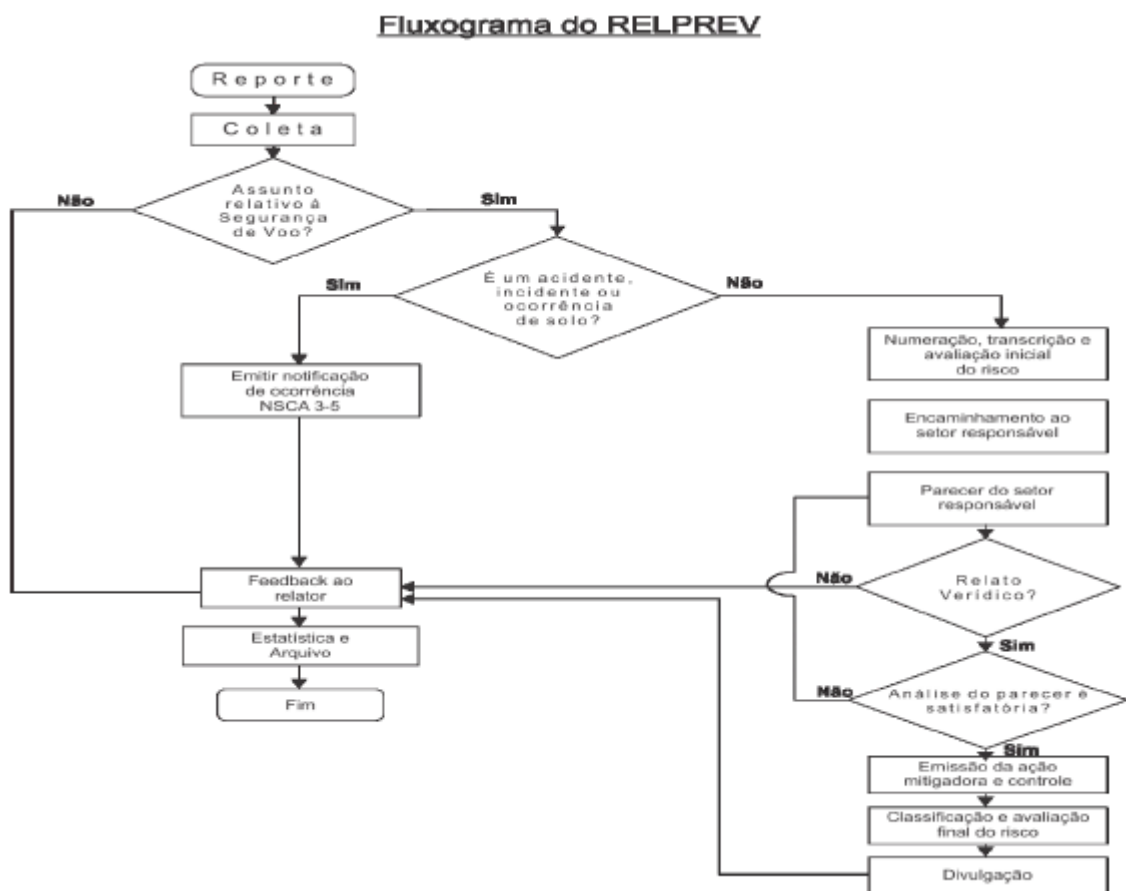 Fluxograma do RELPREV
Reporte
Coleta
Assunto
relativo à
Segurança
de Voo?
Não
Sim
É um acidente,
incidente ou
ocorrência
de solo?
Sim
Não
Numeração, transcrição e
avaliação inicial
do risco
Emitir notificação
de ocorrência
NSCA 3-5
Encaminhamento ao
setor responsável
Parecer do setor
responsável
Feedback ao
relator
Não
Relato
Verídico?
Sim
Estatística e
Arquivo
Fim
Não
Análise do parecer é
satisfatória?
Sim
Emissão da ação
mitigadora e controle
Classificação e avaliação
final do risco
Divulgação